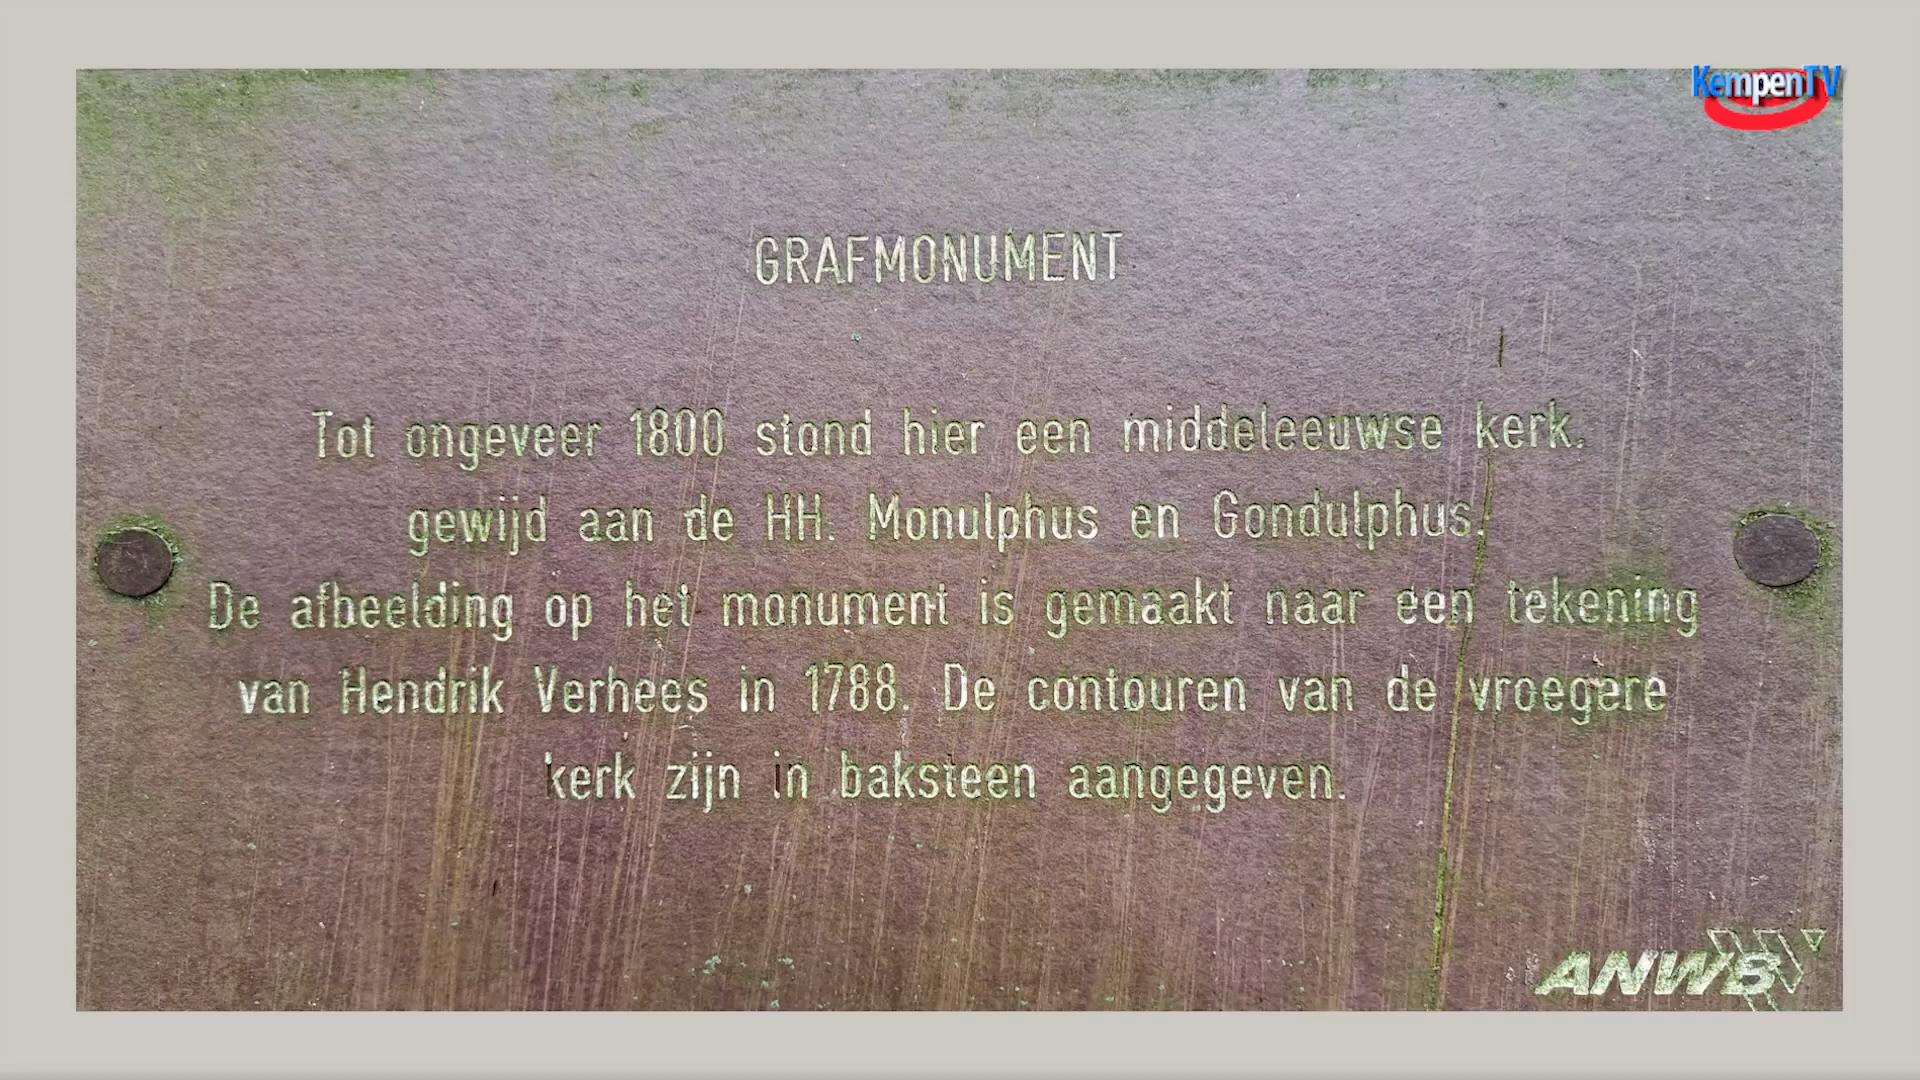 KempenTV
GRAFMONUMENT
Tot ongeveer 1800 stond hier een middeleeuwse kerk,
gewijd aan de HH. Monulphus en Gondulphus.
De afbeelding op het monument is gemaakt naar een tekening
van Hendrik Verhees in 1788. De contouren van de vroegere
kerk zijn in baksteen aangegeven.
ANWB